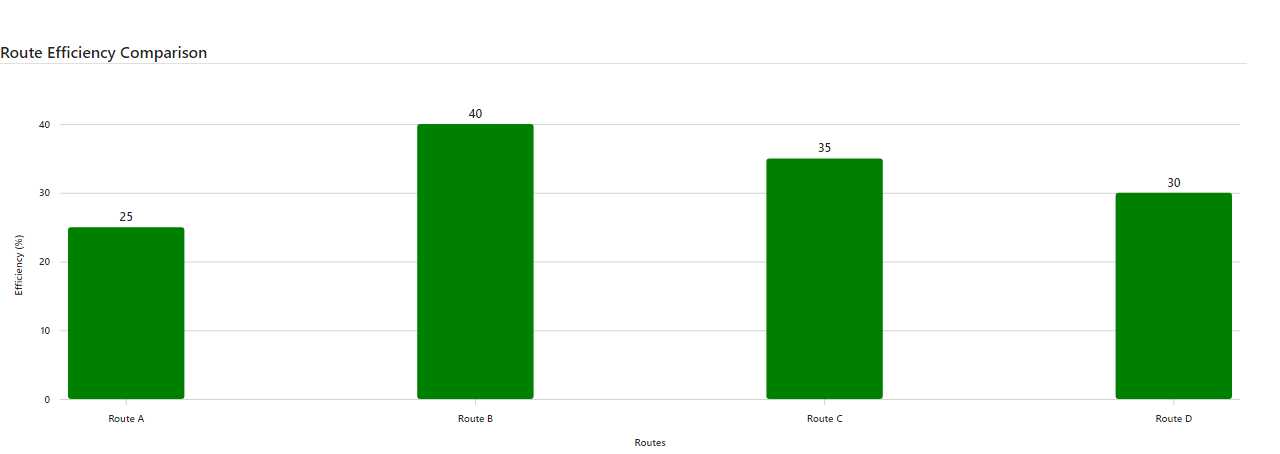 Route Efficiency Comparison
40
40
35
30
30
25
Efficiency (%)
20
10
0
Route A
Route B
Route C
Route D
Routes